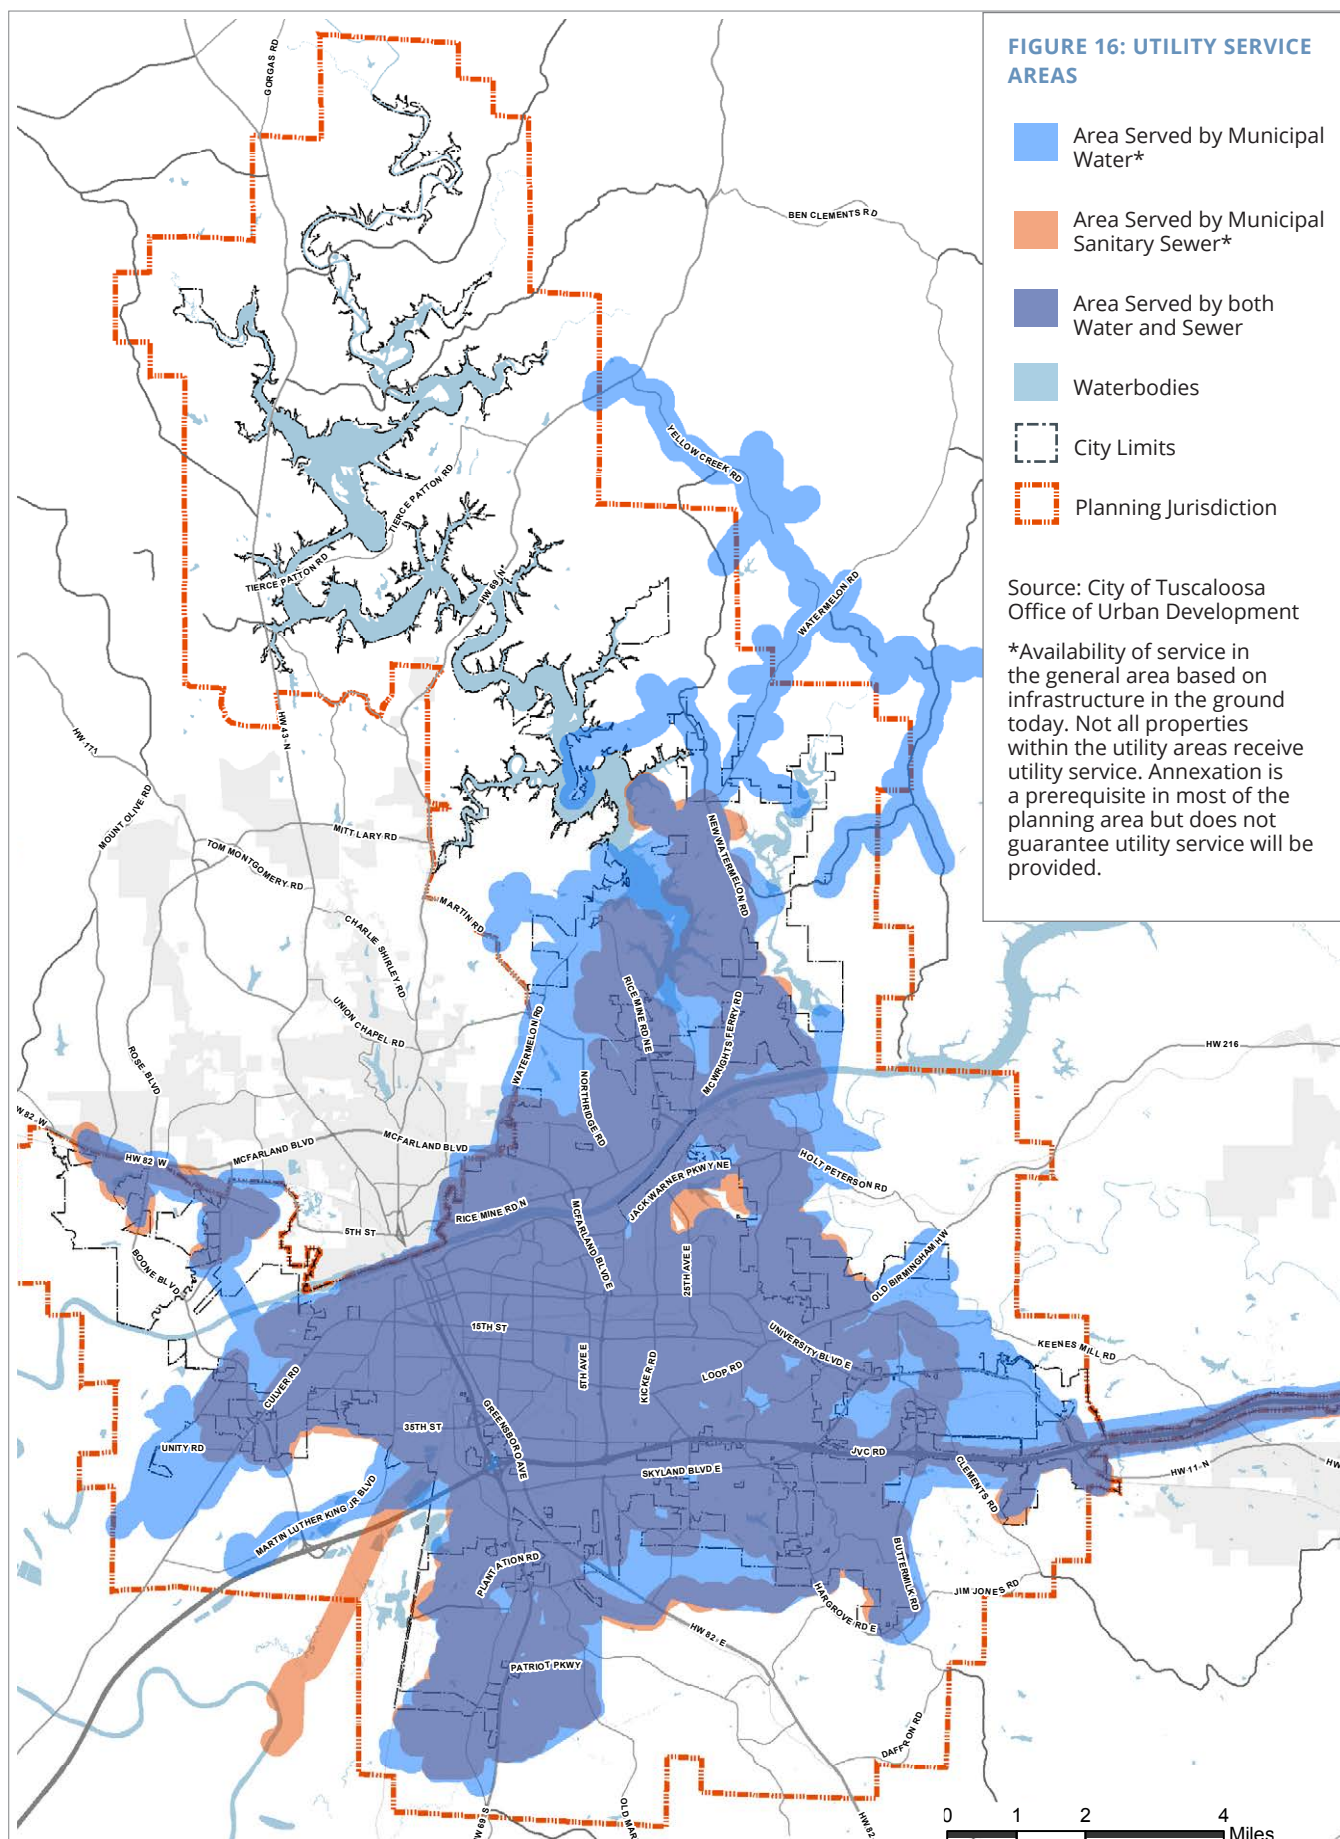 FIGURE 16: UTILITY SERVICE
AREAS
Area Served by Municipal
Water*
Area Served by Municipal
Sanitary Sewer*
Area Served by both
Water and Sewer
Waterbodies
City Limits
Planning Jurisdiction
Source: City of Tuscaloosa
Office of Urban Development
*Availability of service in
the general area based on
infrastructure in the ground
today. Not all properties
within the utility areas receive
utility service. Annexation is
a prerequisite in most of the
planning area but does not
guarantee utility service will be
provided.
GORGAS RD
BEN CLEMENTS RD
YELLOW CREEK RD
TIERCE PATTON RD
TIERCE PATTON RD
HW 69 N
WATERMELON RD
HW 43 N
HW 171
MOUNT OLIVE RD
MITT LARY RD
TOM MONTGOMERY RD
MARTIN RD
NEW WATERMELON RD
CHARLIE SHIRLEY RD
UNION CHAPEL RD
RICE MINE RD NE
WATERMELON RD
MCWRIGHTS FERRY RD
HW 216
ROSE BLVD
NORTHRIDGE RD
W 82 W
MCFARLAND BLVD
MCFARLAND BLVD
HW 82 W
HOLT PETERSON RD
JACK WARNER PKWY NE
RICE MINE RD N
MCFARLAND BLVD E
5TH ST
BOONE BLVD
25TH AVE E
OLD BIRMINGHAM HW
15TH ST
UNIVERSITY BLVD E
KEENES MILL RD
5TH AVE E
KICKER RD
LOOP RD
CULVER RD
35TH ST
GREENSBORO AVE
UNITY RD
JVC RD
SKYLAND BLVD E
CLEMENTS RD
HW 11 N
HW
MARTIN LUTHER KING JR BLVD
PLANTATION RD
BUTTERMILK RD
HARGROVE RD E
JIM JONES RD
HW 82 E
PATRIOT PKWY
DAFFRON RD
HW 69 S
OLD MAR
HW 82
0 1 2 4
Miles